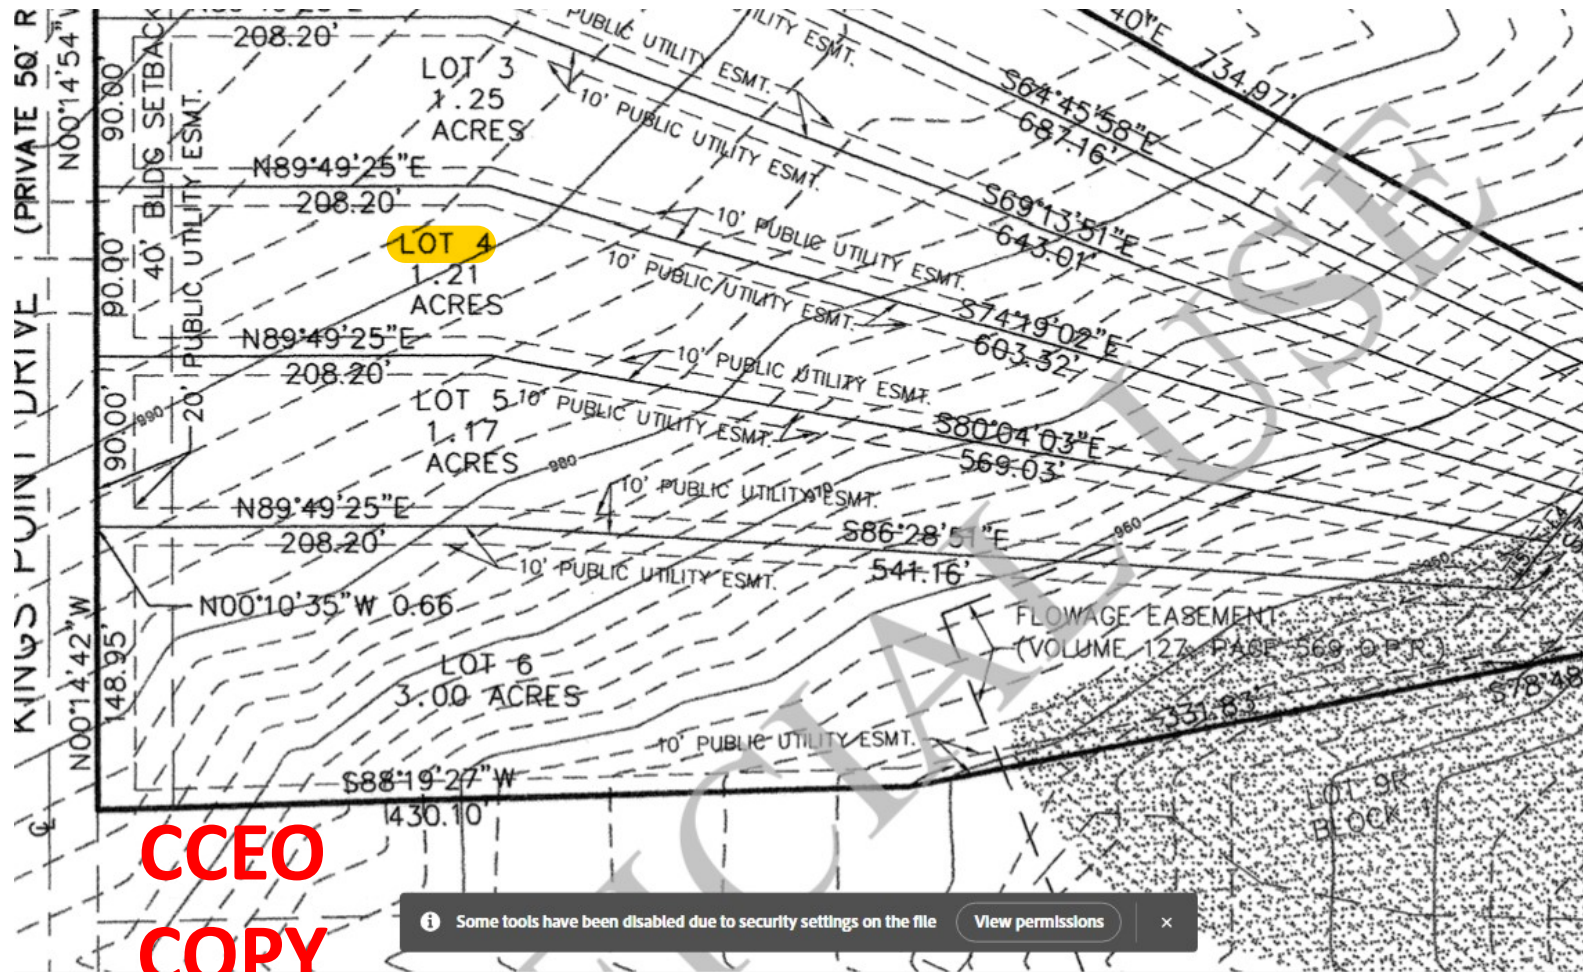 208.20'
PUBLIC UTILITY ESMT.
UTILITY ESMT.
40"E 734.97'
KINGS POINT DRIVE (PRIVATE 50' R
N00°14'54"W
90.00'
40' BLDG SETBACK
20' PUBLIC UTILITY ESMT.
LOT 3
1.25
ACRES
10' PUBLIC UTILITY ESMT.
S64°45'58"E
687.16'
N89°49'25"E
208.20'
S69°13'51"E
643.01'
10' PUBLIC UTILITY ESMT.
90.00'
LOT 4
1.21
ACRES
10' PUBLIC UTILITY ESMT.
S74°19'02"E
603.32'
N89°49'25"E
208.20'
10' PUBLIC UTILITY ESMT.
990
90.00'
LOT 5
1.17
ACRES
10' PUBLIC UTILITY ESMT.
S80°04'03"E
569.03'
980
970
960
N89°49'25"E
208.20'
10' PUBLIC UTILITY ESMT.
S86°28'51"E
541.16'
10' PUBLIC UTILITY ESMT.
N00°10'35"W 0.66
FLOWAGE EASEMENT
(VOLUME 127, PAGE 569 O.P.R.)
N00°14'42"W
148.95'
LOT 6
3.00 ACRES
10' PUBLIC UTILITY ESMT.
331.83'
S78°48
S88°19'27"W
430.10'
LOT 9R
BLOCK 1
ICIAL USE
CCEO
COPY
Some tools have been disabled due to security settings on the file
View permissions
×